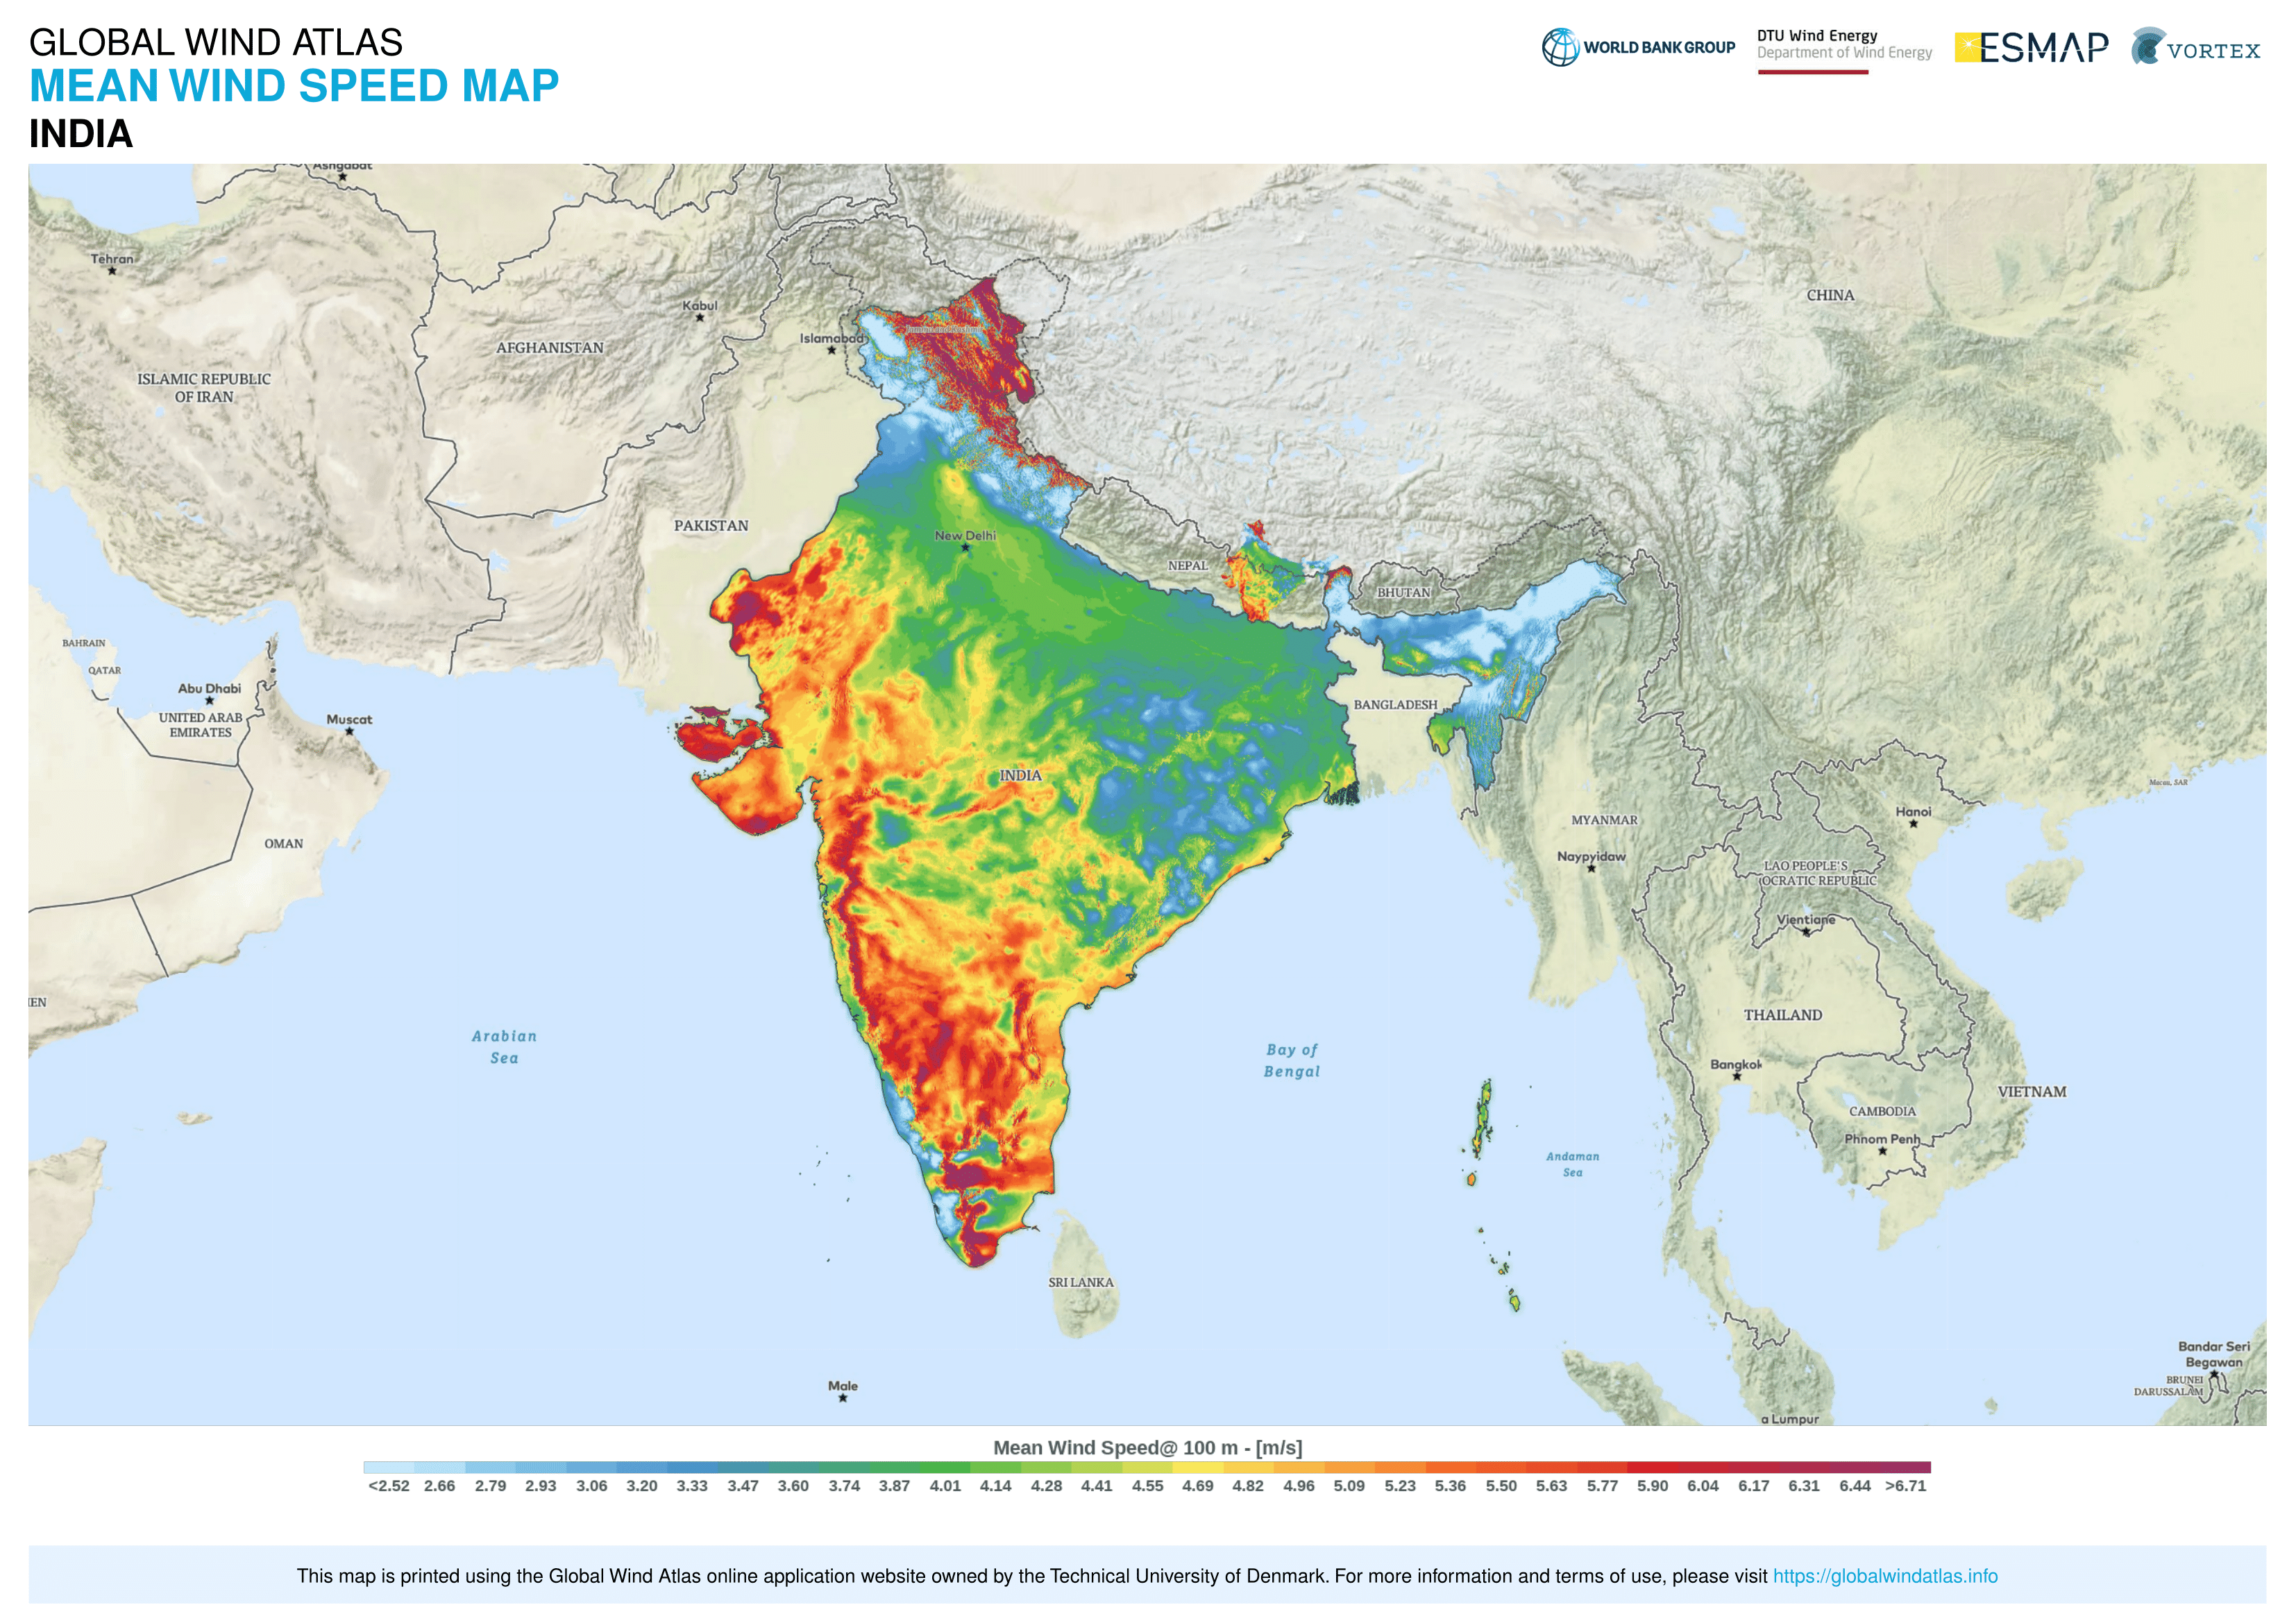 GLOBAL WIND ATLAS
MEAN WIND SPEED MAP
INDIA
WORLD BANK GROUP
DTU Wind Energy
Department of Wind Energy
ESMAP
VORTEX
Ashgabat
Tehran
Kabul
CHINA
Islamabad
AFGHANISTAN
ISLAMIC REPUBLIC
OF IRAN
PAKISTAN
New Delhi
NEPAL
BHUTAN
BAHRAIN
QATAR
Abu Dhabi
UNITED ARAB
EMIRATES
Muscat
BANGLADESH
INDIA
Macau, SAR
OMAN
MYANMAR
Hanoi
Naypyidaw
LAO PEOPLE'S
OCRATIC REPUBLIC
Vientiane
EN
THAILAND
Arabian
Sea
Bay of
Bengal
Bangkok
VIETNAM
CAMBODIA
Phnom Penh
Andaman
Sea
SRI LANKA
Male
Bandar Seri
Begawan
BRUNEI
DARUSSALAM
a Lumpur
Mean Wind Speed@ 100 m - [m/s]
<2.52 2.66 2.79 2.93 3.06 3.20 3.33 3.47 3.60 3.74 3.87 4.01 4.14 4.28 4.41 4.55 4.69 4.82 4.96 5.09 5.23 5.36 5.50 5.63 5.77 5.90 6.04 6.17 6.31 6.44 >6.71
This map is printed using the Global Wind Atlas online application website owned by the Technical University of Denmark. For more information and terms of use, please visit https://globalwindatlas.info